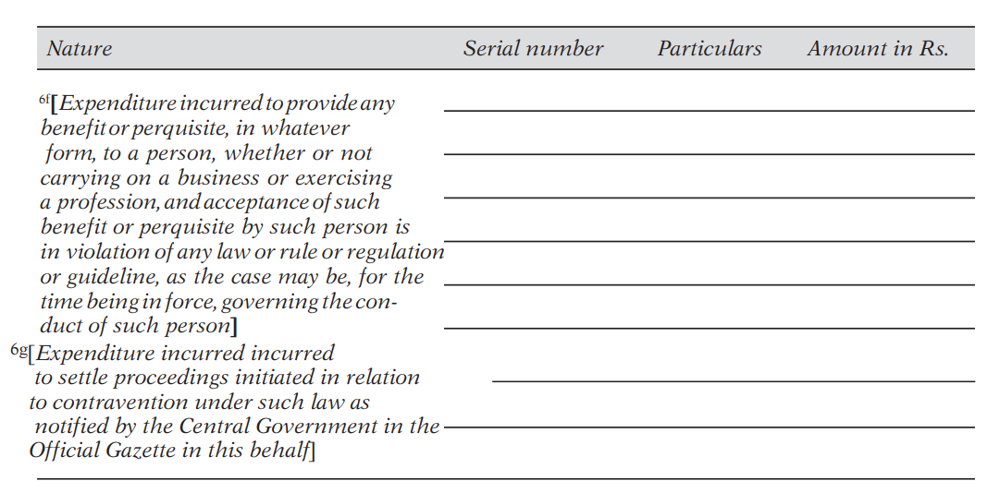 Nature Serial number Particulars Amount in Rs.
6f[Expenditure incurred to provide any
benefit or perquisite, in whatever
form, to a person, whether or not
carrying on a business or exercising
a profession, and acceptance of such
benefit or perquisite by such person is
in violation of any law or rule or regulation
or guideline, as the case may be, for the
time being in force, governing the con-
duct of such person]
6g[Expenditure incurred incurred
to settle proceedings initiated in relation
to contravention under such law as
notified by the Central Government in the
Official Gazette in this behalf]